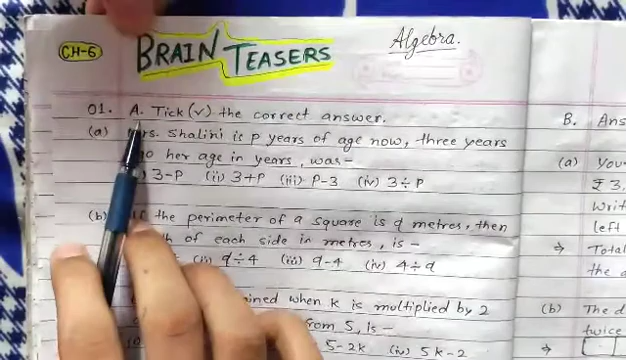 CH-6
BRAIN TEASERS
Algebra.
01. A. Tick (✓) the correct answer.
(a) Mrs. Shalini is p years of age now, three years
her age in years, was-
3-P (ii) 3+P (iii) P-3 (iv) 3÷P
(b) If the perimeter of a square is q metres, then
of each side in metres, is -
(ii) q÷4 (iii) q-4 (iv) 4÷q
when k is multiplied by 2
from 5, is -
5-2k (iv) 5k-2
B. Ans
(a) You
₹ 3.
Writ
left
⇒ Total
the a
(b) The d
twice
⇒